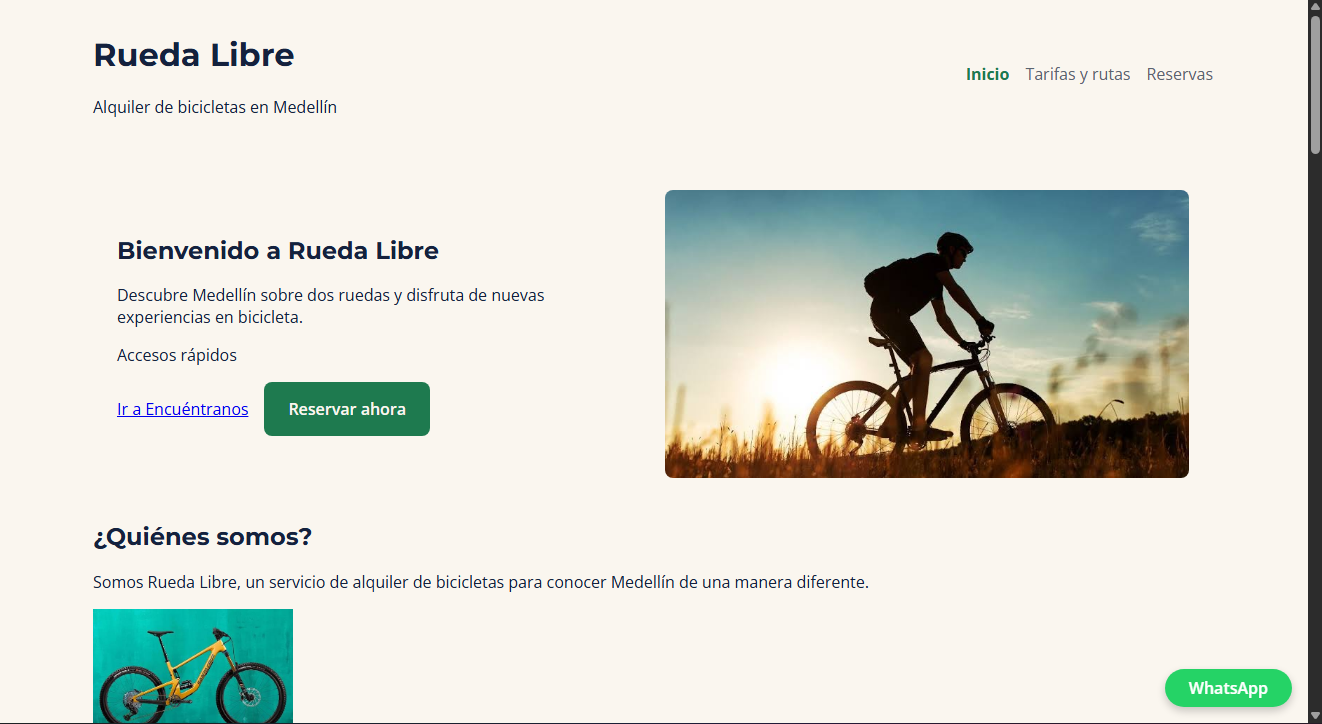 Rueda Libre
Alquiler de bicicletas en Medellín
Inicio Tarifas y rutas Reservas
Bienvenido a Rueda Libre
Descubre Medellín sobre dos ruedas y disfruta de nuevas
experiencias en bicicleta.
Accesos rápidos
Ir a Encuéntranos Reservar ahora
¿Quiénes somos?
Somos Rueda Libre, un servicio de alquiler de bicicletas para conocer Medellín de una manera diferente.
WhatsApp